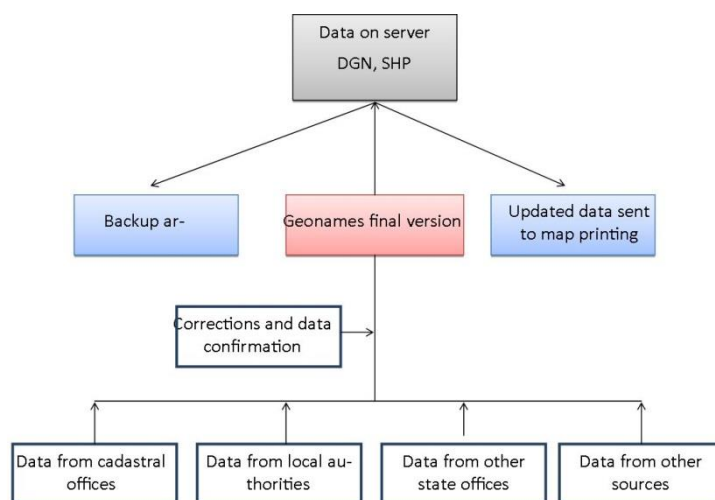 Data on server
DGN, SHP
Backup ar-
Geonames final version
Updated data sent
to map printing
Corrections and data
confirmation
Data from cadastral
offices
Data from local au-
thorities
Data from other
state offices
Data from other
sources